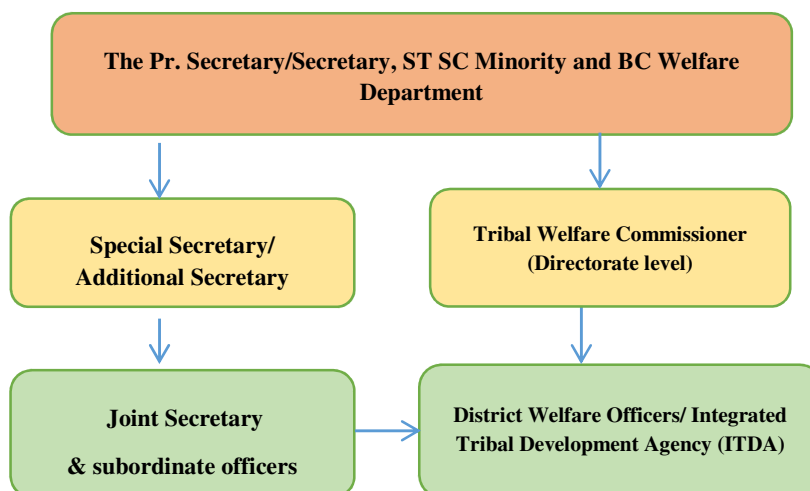 The Pr. Secretary/Secretary, ST SC Minority and BC Welfare
Department
Special Secretary/
Additional Secretary
Tribal Welfare Commissioner
(Directorate level)
Joint Secretary
& subordinate officers
District Welfare Officers/ Integrated
Tribal Development Agency (ITDA)